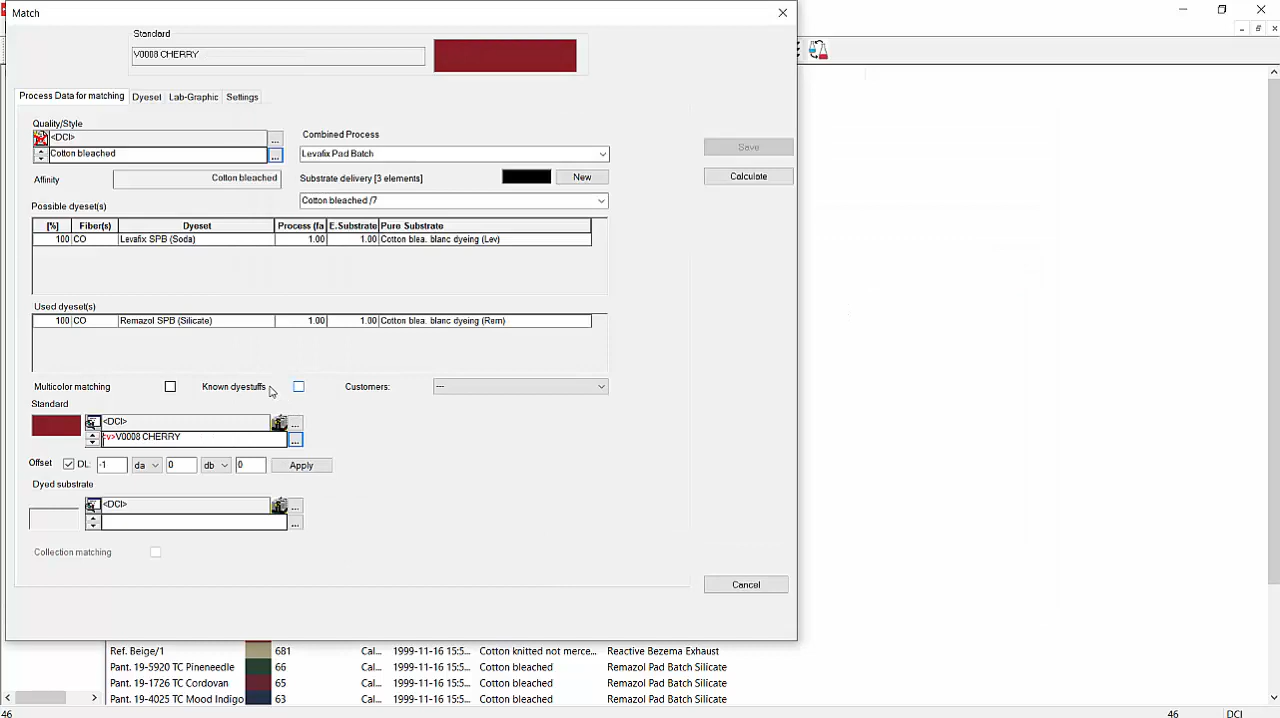 Match
Standard
V0008 CHERRY
Process Data for matching Dyeset Lab-Graphic Settings
Quality/Style
<DCI> ...
Cotton bleached ...
Combined Process
Levafix Pad Batch
Save
Affinity Cotton bleached
Substrate delivery [3 elements] New
Calculate
Cotton bleached /7
Possible dyeset(s)
[%] Fiber(s) Dyeset Process (fa E.Substrate Pure Substrate
100 CO Levafix SPB (Soda) 1.00 1.00 Cotton blea. blanc dyeing (Lev)
Used dyeset(s)
100 CO Remazol SPB (Silicate) 1.00 1.00 Cotton blea. blanc dyeing (Rem)
Multicolor matching Known dyestuffs Customers: ---
Standard
<DCI> ...
<v>V0008 CHERRY ...
Offset DL: -1 da 0 db 0 Apply
Dyed substrate
<DCI> ...
...
Collection matching
Cancel
Ref. Beige/1 681 Cal... 1999-11-16 15:5... Cotton knitted not merce... Reactive Bezema Exhaust
Pant. 19-5920 TC Pineneedle 66 Cal... 1999-11-16 15:5... Cotton bleached Remazol Pad Batch Silicate
Pant. 19-1726 TC Cordovan 65 Cal... 1999-11-16 15:5... Cotton bleached Remazol Pad Batch Silicate
Pant. 19-4025 TC Mood Indigo 63 Cal... 1999-11-16 15:5... Cotton bleached Remazol Pad Batch Silicate
46 46 DCI